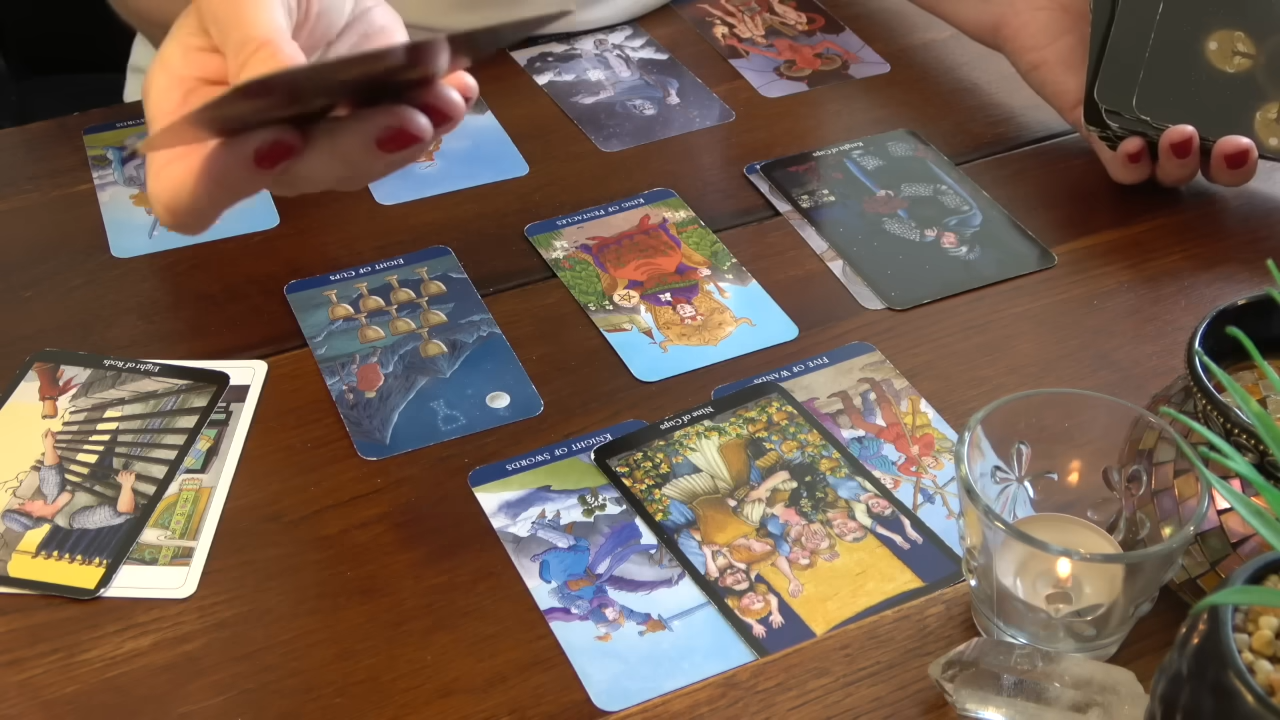 WORDS
Knight of Cups
KING OF PENTACLES
EIGHT OF CUPS
FIVE OF WANDS
Eight of Rods
Nine of Cups
KNIGHT OF SWORDS